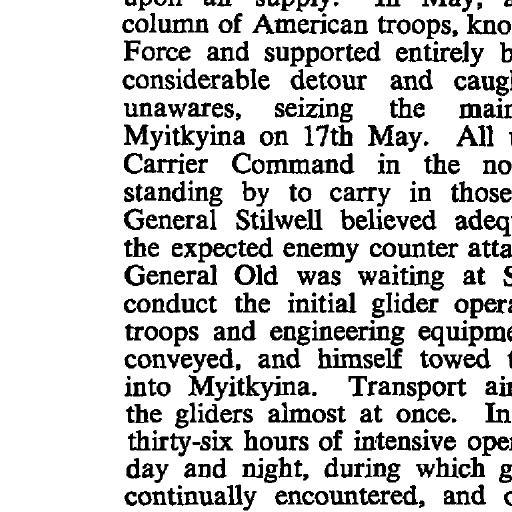 upon air supply. In May, a
column of American troops, kno
Force and supported entirely b
considerable detour and caug
unawares, seizing the main
Myitkyina on 17th May. All
Carrier Command in the no
standing by to carry in those
General Stilwell believed adeq
the expected enemy counter atta
General Old was waiting at S
conduct the initial glider opera
troops and engineering equipme
conveyed, and himself towed t
into Myitkyina. Transport air
the gliders almost at once. In
thirty-six hours of intensive oper
day and night, during which g
continually encountered, and